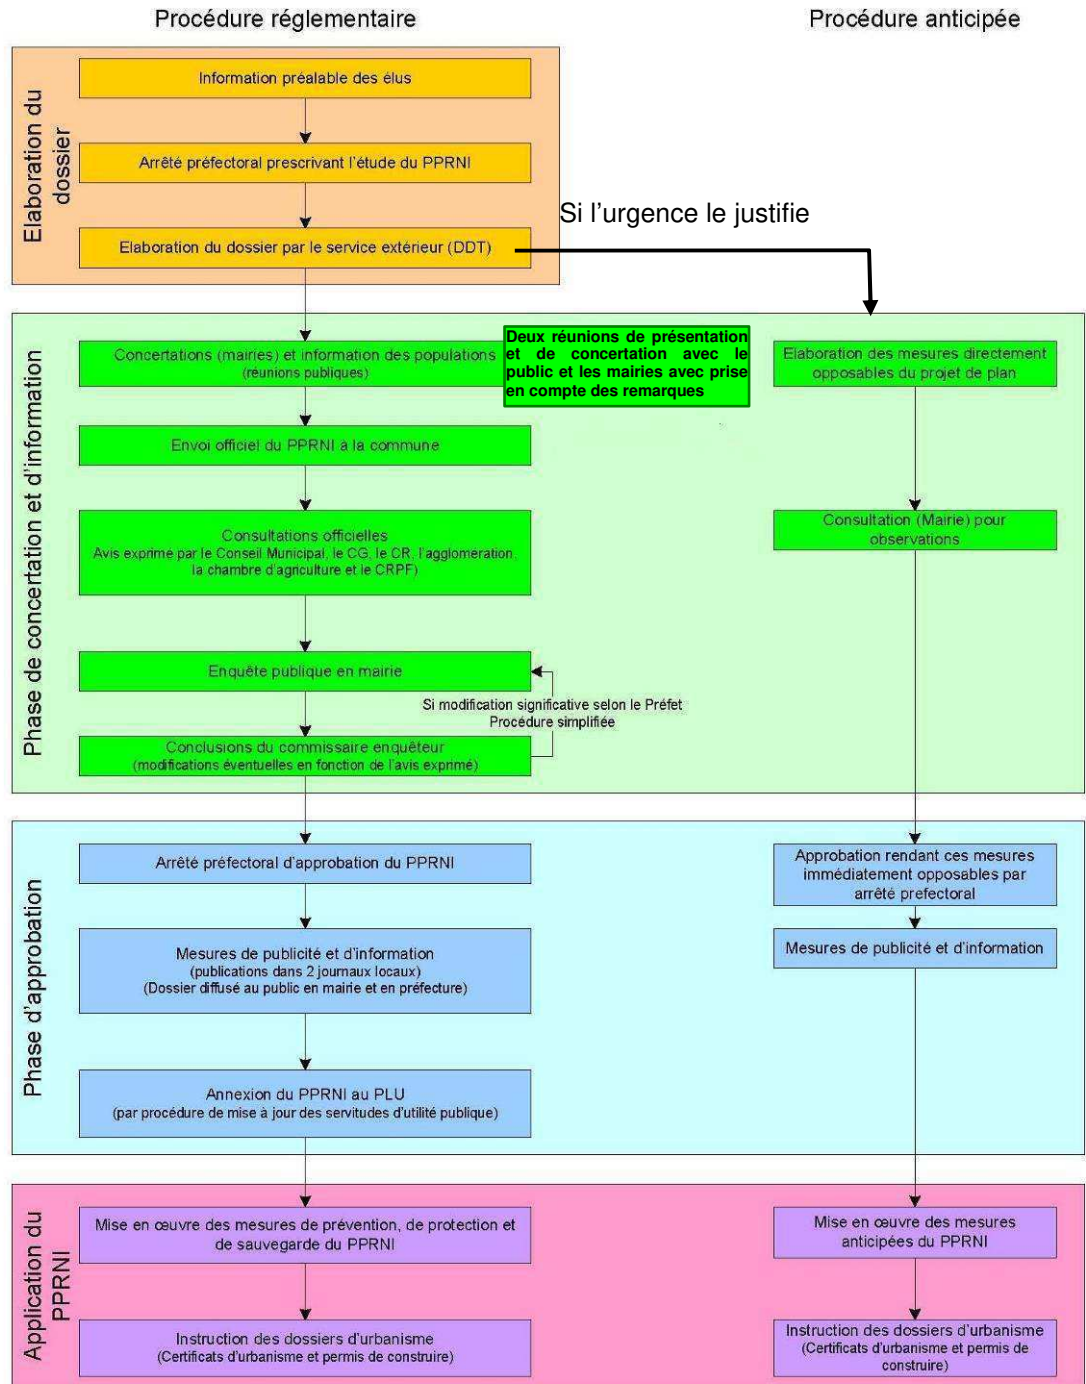 Procédure réglementaire
Procédure anticipée
Elaboration du
dossier
Information préalable des élus
Arrêté préfectoral prescrivant l'étude du PPRNI
Elaboration du dossier par le service extérieur (DDT)
Si l'urgence le justifie
Phase de concertation et d'information
Concertations (mairies) et information des populations
(réunions publiques)
Deux réunions de présentation
et de concertation avec le
public et les mairies avec prise
en compte des remarques
Elaboration des mesures directement
opposables du projet de plan
Envoi officiel du PPRNI à la commune
Consultations officielles
Avis exprimé par le Conseil Municipal, le CG, le CR, l'agglomération,
la chambre d'agriculture et le CRPF)
Consultation (Mairie) pour
observations
Enquête publique en mairie
Si modification significative selon le Préfet
Procédure simplifiée
Conclusions du commissaire enquêteur
(modifications éventuelles en fonction de l'avis exprimé)
Phase d'approbation
Arrêté préfectoral d'approbation du PPRNI
Approbation rendant ces mesures
immédiatement opposables par
arrêté prefectoral
Mesures de publicité et d'information
(publications dans 2 journaux locaux)
(Dossier diffusé au public en mairie et en préfecture)
Mesures de publicité et d'information
Annexion du PPRNI au PLU
(par procédure de mise à jour des servitudes d'utilité publique)
Application du
PPRNI
Mise en œuvre des mesures de prévention, de protection et
de sauvegarde du PPRNI
Mise en œuvre des mesures
anticipées du PPRNI
Instruction des dossiers d'urbanisme
(Certificats d'urbanisme et permis de construire)
Instruction des dossiers d'urbanisme
(Certificats d'urbanisme et permis de
construire)